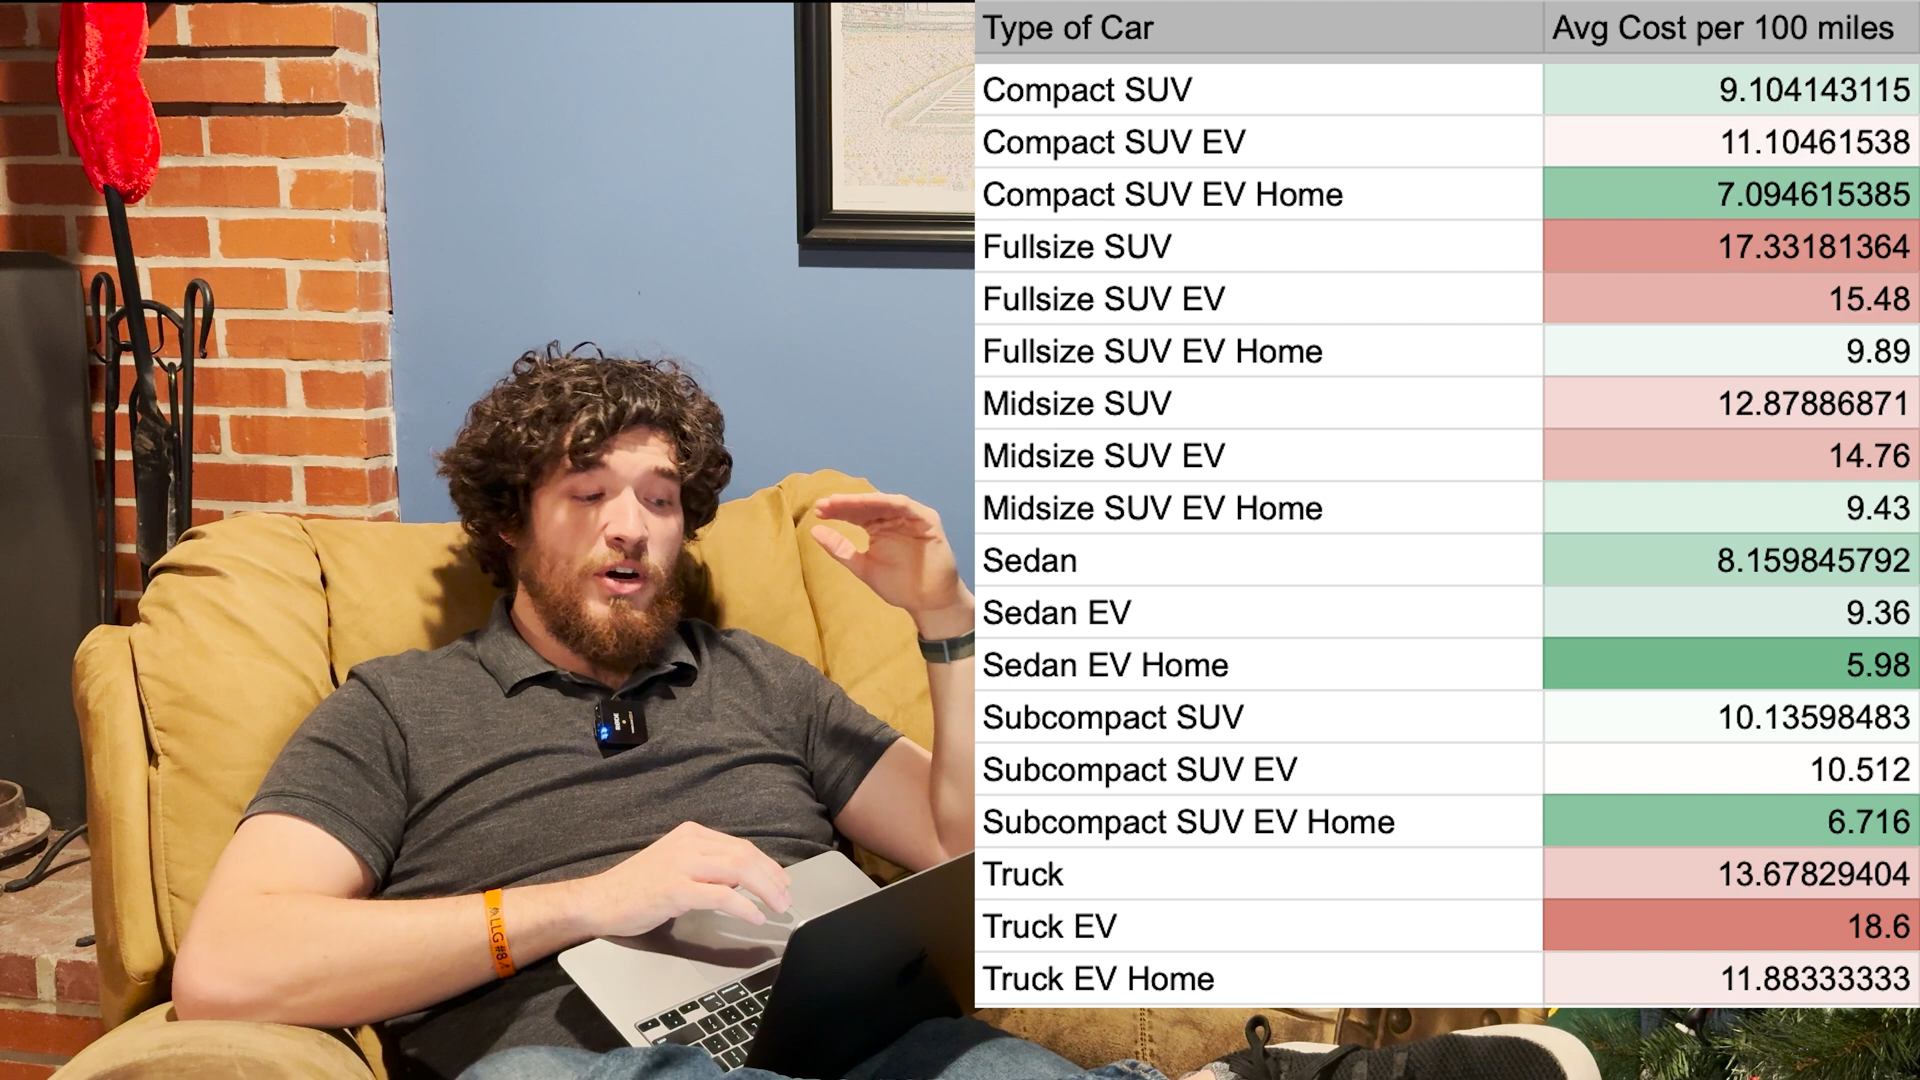 Type of Car Avg Cost per 100 miles
Compact SUV 9.104143115
Compact SUV EV 11.10461538
Compact SUV EV Home 7.094615385
Fullsize SUV 17.33181364
Fullsize SUV EV 15.48
Fullsize SUV EV Home 9.89
Midsize SUV 12.87886871
Midsize SUV EV 14.76
Midsize SUV EV Home 9.43
Sedan 8.159845792
Sedan EV 9.36
Sedan EV Home 5.98
Subcompact SUV 10.13598483
Subcompact SUV EV 10.512
Subcompact SUV EV Home 6.716
Truck 13.67829404
Truck EV 18.6
Truck EV Home 11.88333333
LLG #8